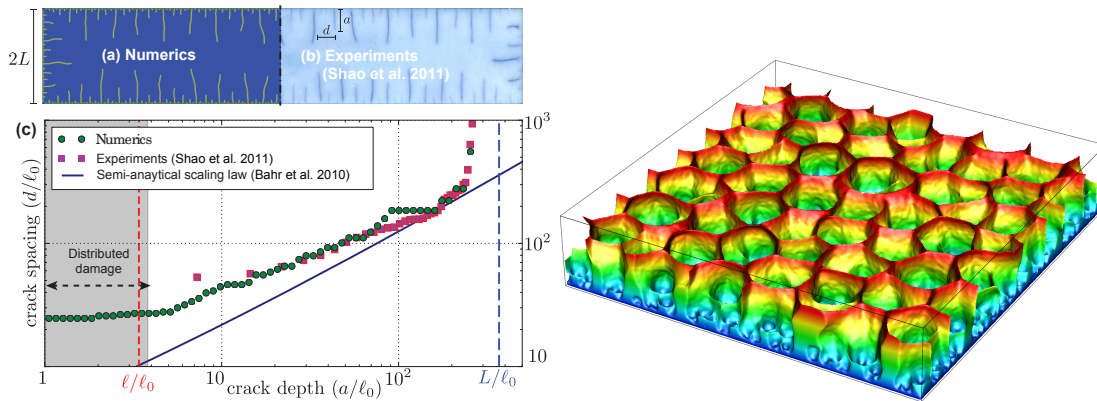 2L
(a) Numerics
a
d
(b) Experiments
(Shao et al. 2011)
(c)
Numerics
Experiments (Shao et al. 2011)
Semi-anaytical scaling law (Bahr et al. 2010)
Distributed
damage
crack spacing (d/ℓ₀)
10³
10²
10
1
ℓ/ℓ₀
10
crack depth (a/ℓ₀)
10²
L/ℓ₀